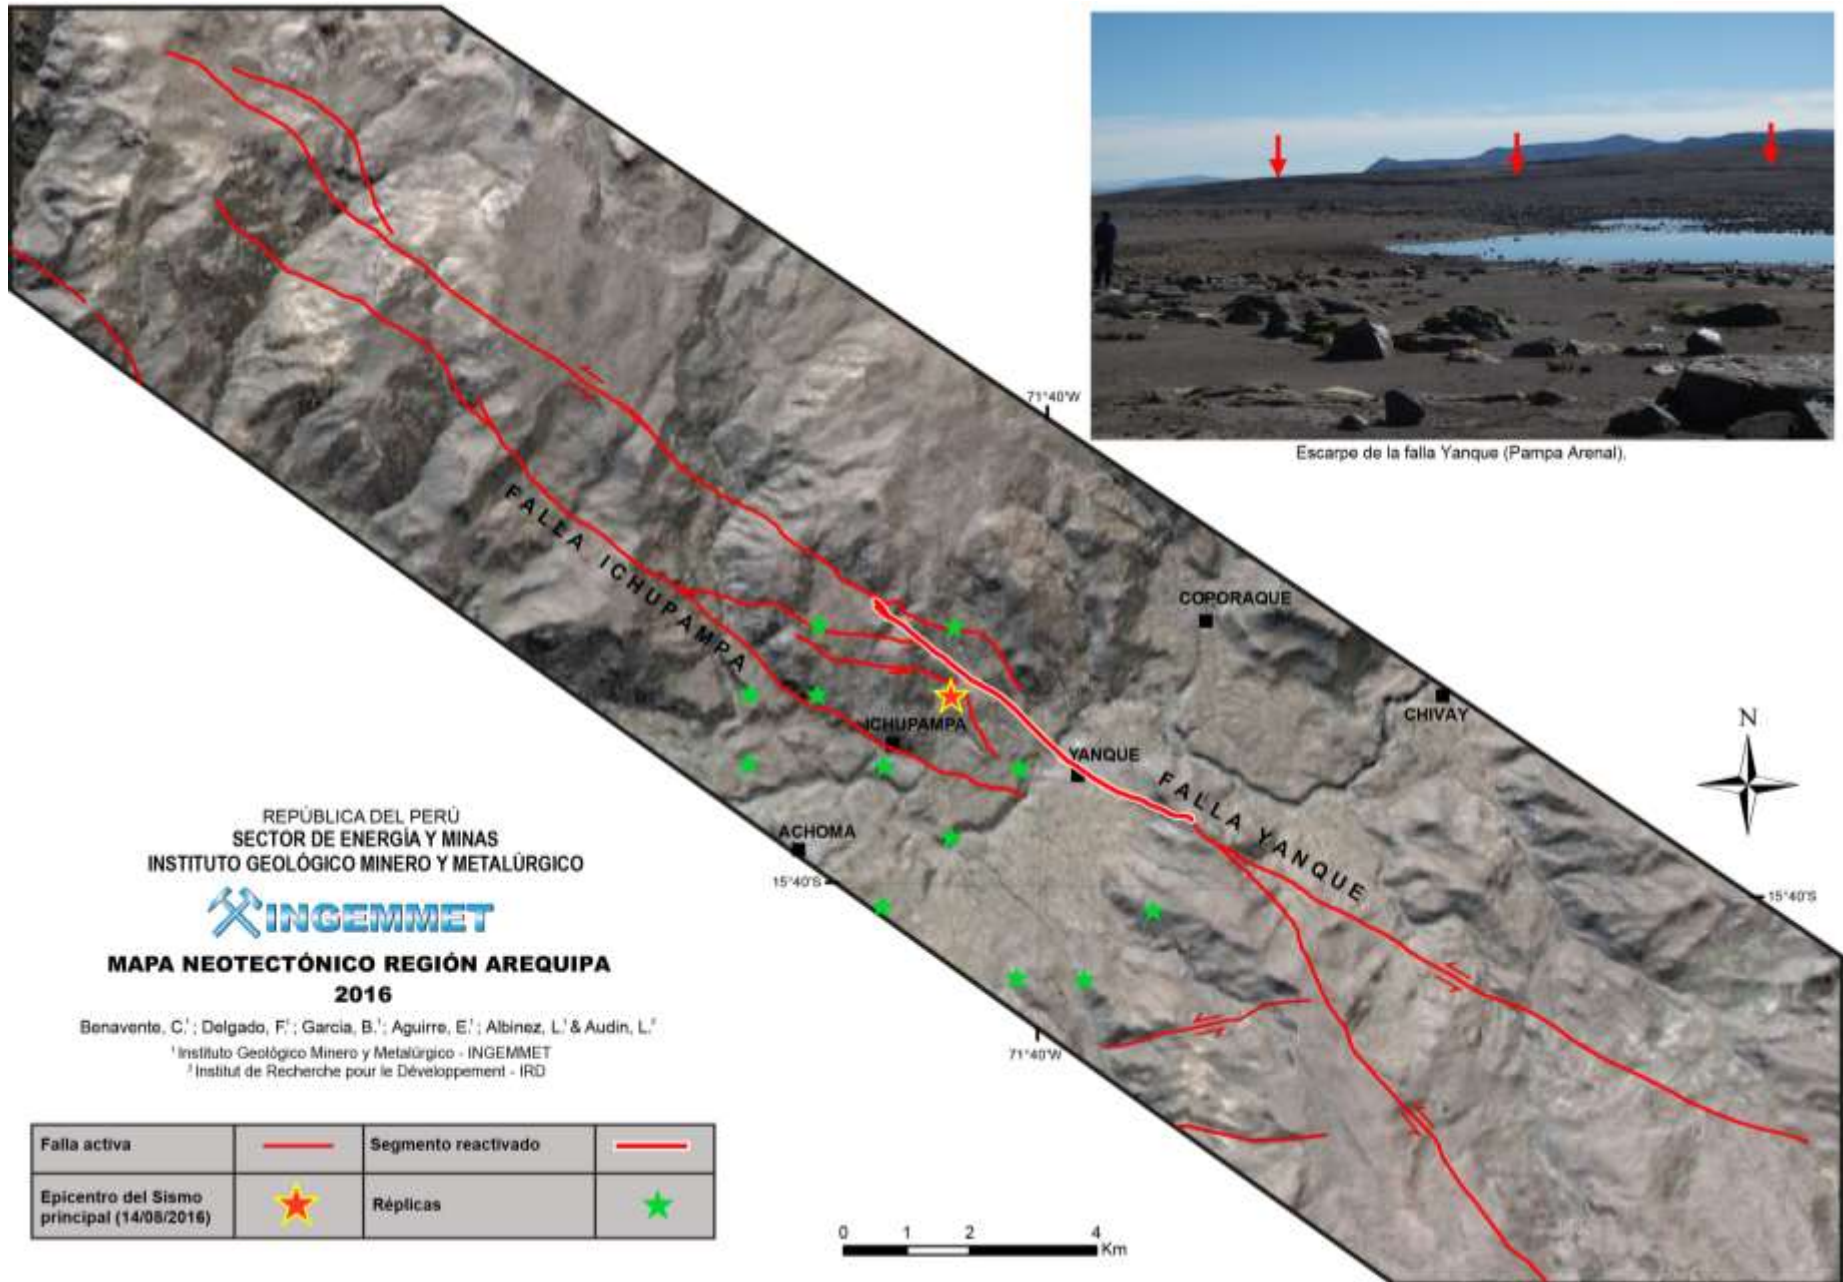 71°40'W
Escarpe de la falla Yanque (Pampa Arenal).
FALLA ICHUPAMPA
COPORAQUE
CHIVAY
N
ICHUPAMPA
YANQUE
FALLA YANQUE
ACHOMA
15°40'S
15°40'S
71°40'W
REPÚBLICA DEL PERÚ
SECTOR DE ENERGÍA Y MINAS
INSTITUTO GEOLÓGICO MINERO Y METALÚRGICO
INGEMMET
MAPA NEOTECTÓNICO REGIÓN AREQUIPA
2016
Benavente, C.¹; Delgado, F.¹; Garcia, B.¹; Aguirre, E.¹; Albinez, L.¹ & Audin, L.²
¹ Instituto Geológico Minero y Metalúrgico - INGEMMET
² Institut de Recherche pour le Développement - IRD
Falla activa
Segmento reactivado
Epicentro del Sismo
principal (14/08/2016)
Réplicas
0 1 2 4
Km